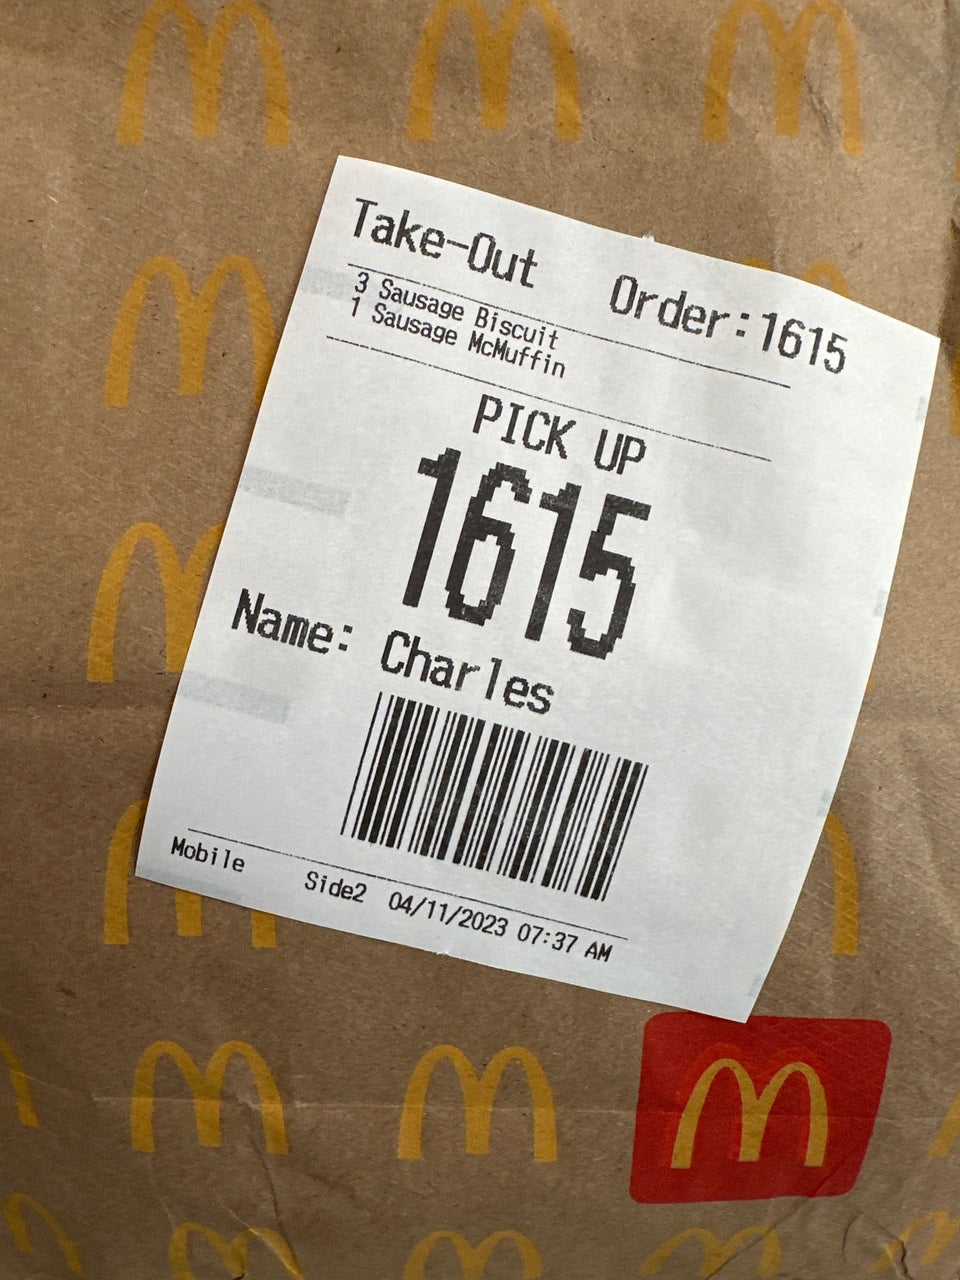 Take-Out Order:1615
3 Sausage Biscuit
1 Sausage McMuffin
PICK UP
1615
Name: Charles
Mobile Side2 04/11/2023 07:37 AM